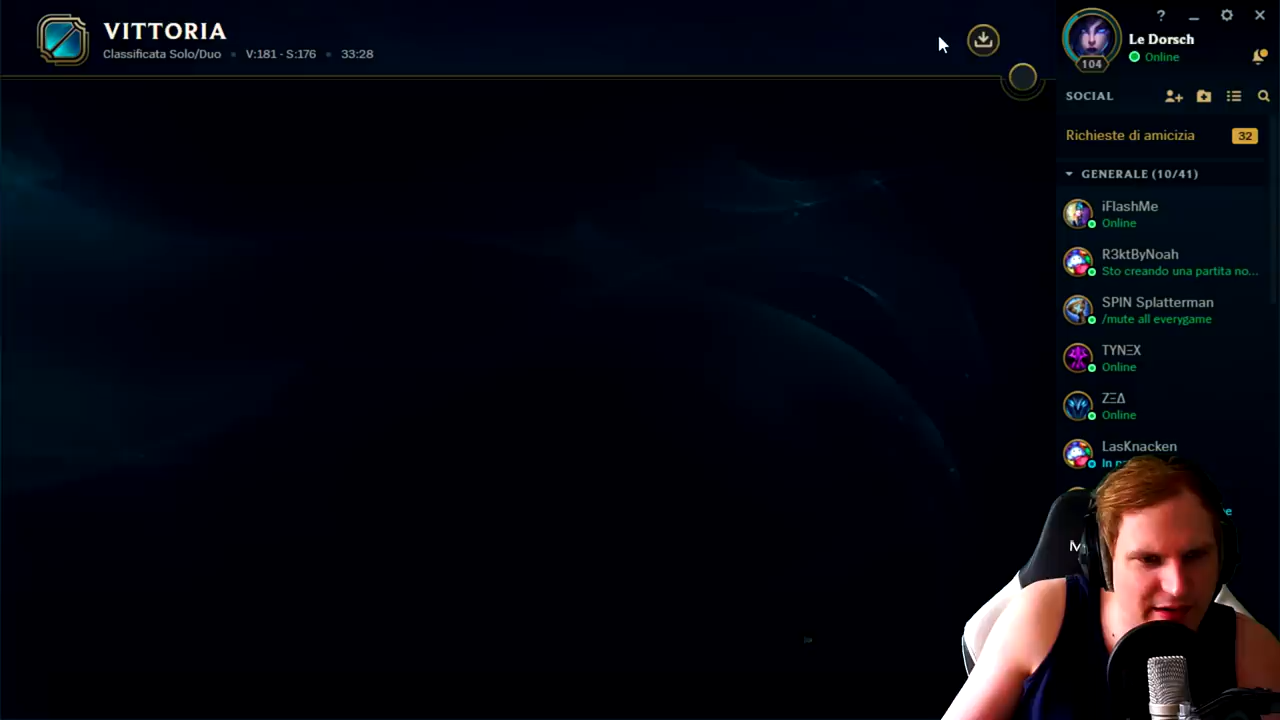 VITTORIA
Classificata Solo/Duo • V:181 - S:176 • 33:28
Le Dorsch
104
Online
SOCIAL
Richieste di amicizia 32
GENERALE (10/41)
iFlashMe
Online
R3ktByNoah
Sto creando una partita no...
SPIN Splatterman
/mute all everygame
TYNΞX
Online
ZΞΔ
Online
LasKnacken
In